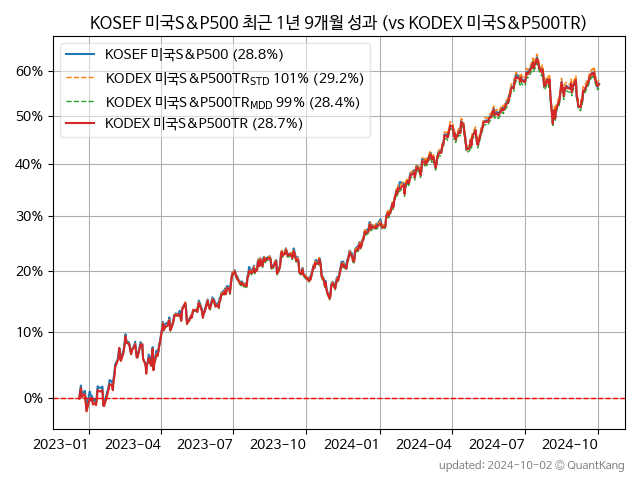 KOSEF 미국S&P500 최근 1년 9개월 성과 (vs KODEX 미국S&P500TR)
KOSEF 미국S&P500 (28.8%)
KODEX 미국S&P500TR_STD 101% (29.2%)
KODEX 미국S&P500TR_MDD 99% (28.4%)
KODEX 미국S&P500TR (28.7%)
60%
50%
40%
30%
20%
10%
0%
2023-01 2023-04 2023-07 2023-10 2024-01 2024-04 2024-07 2024-10
updated: 2024-10-02 © QuantKang